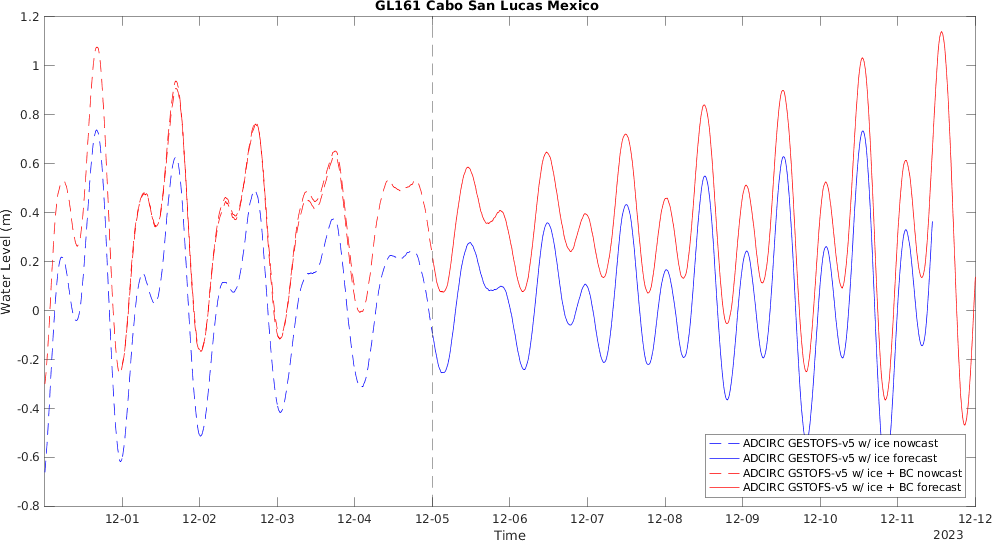 GL161 Cabo San Lucas Mexico
1.2
1
0.8
0.6
0.4
0.2
0
-0.2
-0.4
-0.6
-0.8
Water Level (m)
ADCIRC GESTOFS-v5 w/ ice nowcast
ADCIRC GESTOFS-v5 w/ ice forecast
ADCIRC GSTOFS-v5 w/ ice + BC nowcast
ADCIRC GSTOFS-v5 w/ ice + BC forecast
12-01 12-02 12-03 12-04 12-05 12-06 12-07 12-08 12-09 12-10 12-11 12-12
Time
2023